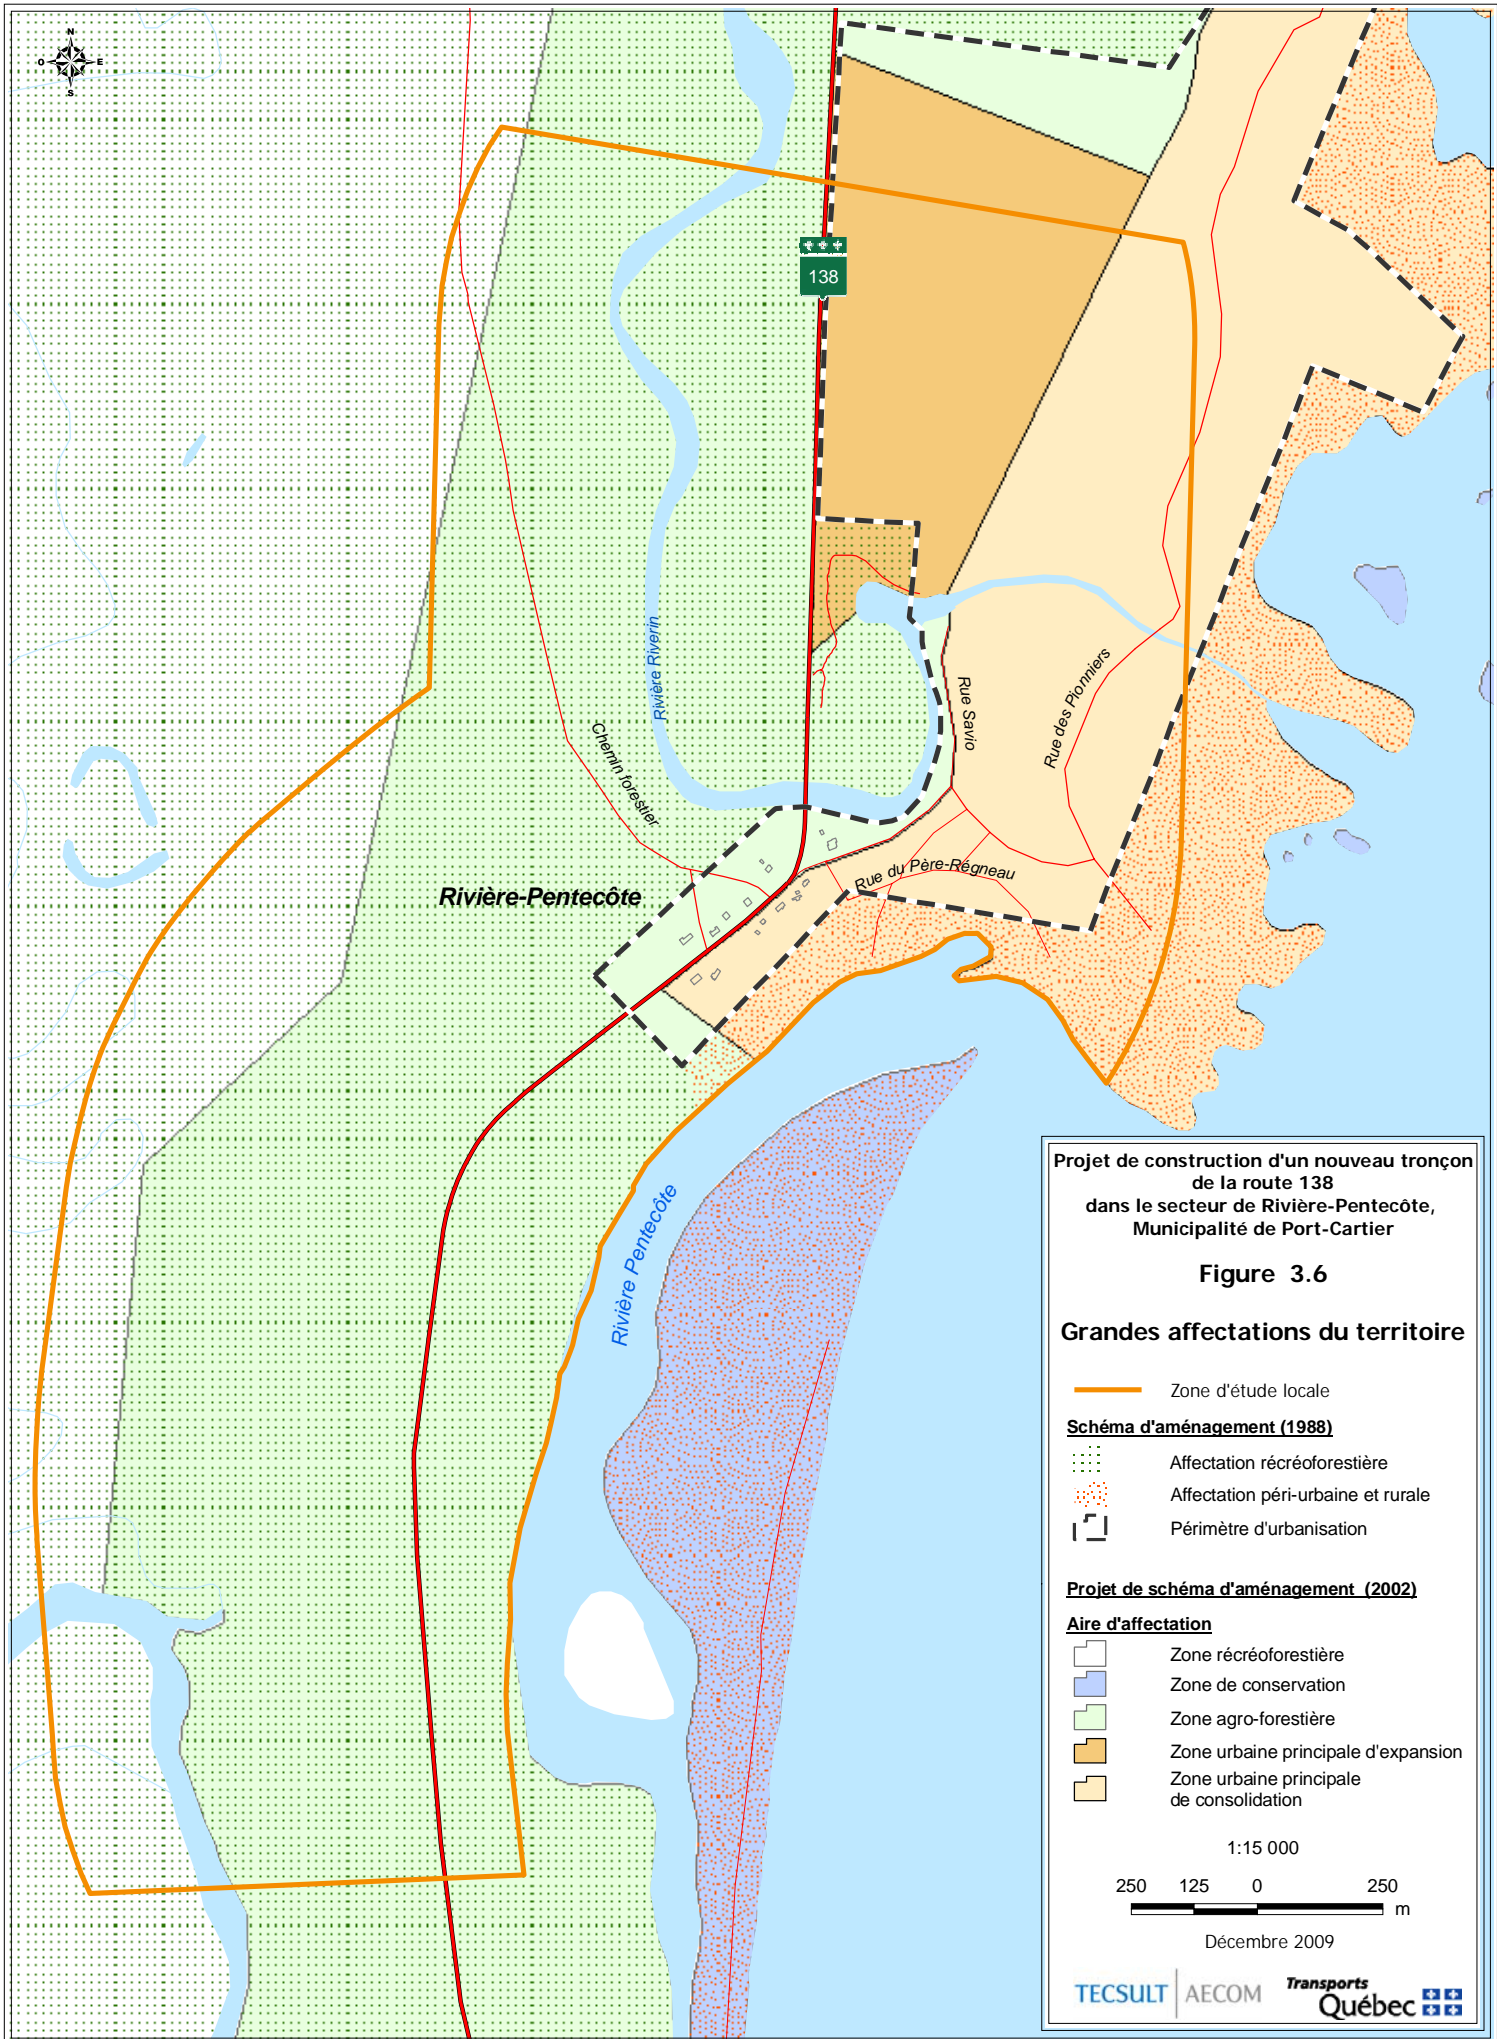 N
O
E
S
138
Rivière Riverin
Rue Savio
Rue des Pionniers
Chemin forestier
Rue du Père-Régneau
Rivière-Pentecôte
Rivière Pentecôte
Projet de construction d'un nouveau tronçon
de la route 138
dans le secteur de Rivière-Pentecôte,
Municipalité de Port-Cartier
Figure 3.6
Grandes affectations du territoire
Zone d'étude locale
Schéma d'aménagement (1988)
Affectation récréoforestière
Affectation péri-urbaine et rurale
Périmètre d'urbanisation
Projet de schéma d'aménagement (2002)
Aire d'affectation
Zone récréoforestière
Zone de conservation
Zone agro-forestière
Zone urbaine principale d'expansion
Zone urbaine principale
de consolidation
1:15 000
250 125 0 250
m
Décembre 2009
TECSULT AECOM
Transports
Québec